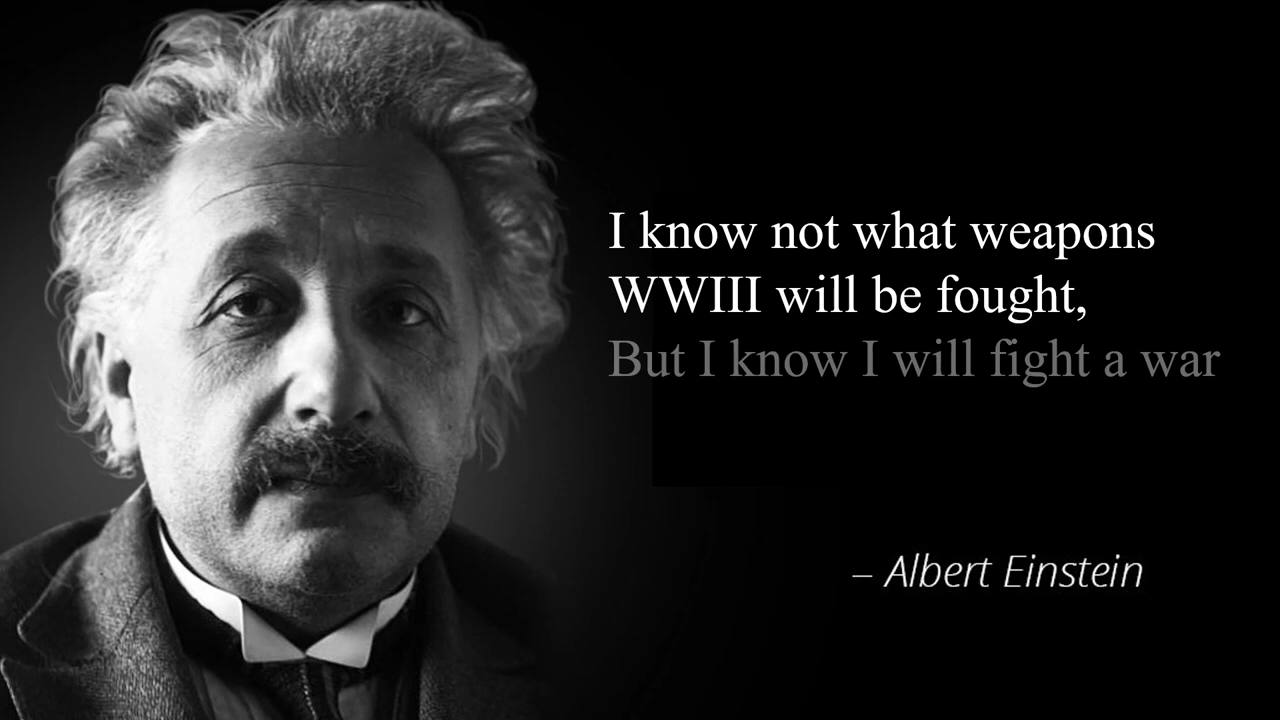 I know not what weapons
WWIII will be fought,
But I know I will fight a war
– Albert Einstein